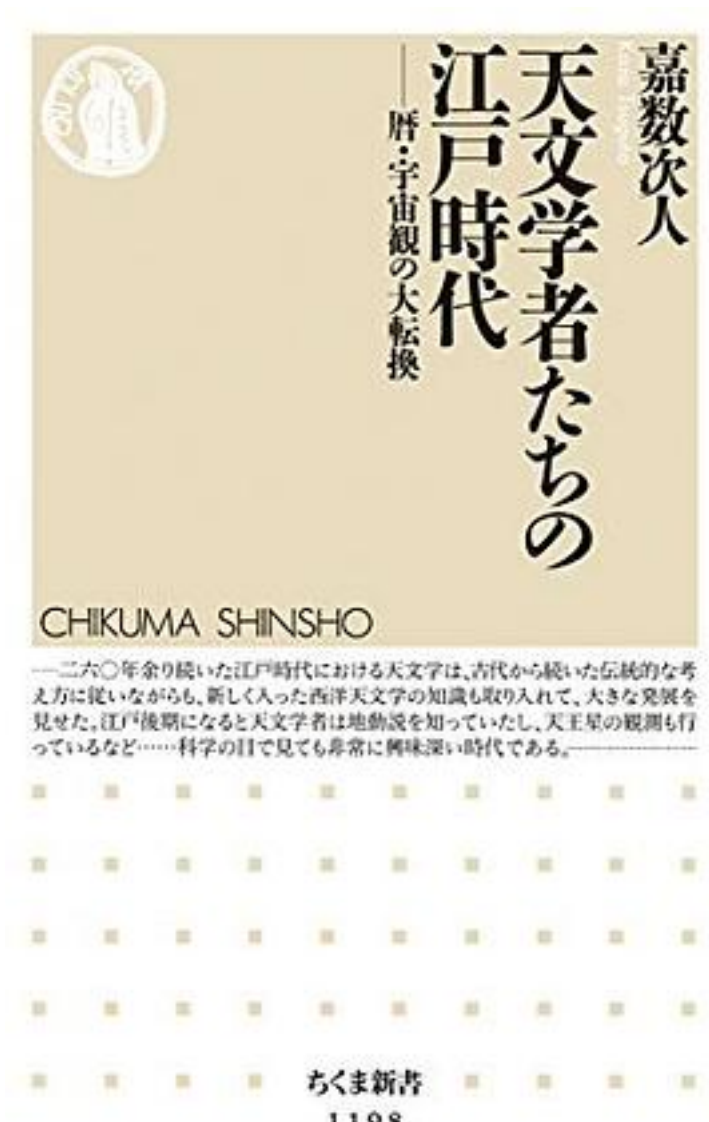 嘉数次人
天文学者たちの
江戸時代
――暦・宇宙観の大転換
CHIKUMA SHINSHO
──二六〇年余り続いた江戸時代における天文学は、古代から続いた伝統的な考
え方に従いながらも、新しく入った西洋天文学の知識も取り入れて、大きな発展を
見せた。江戸後期になると天文学者は地動説を知っていたし、天王星の観測も行
っているなど……科学の目で見ても非常に興味深い時代である。──────
ちくま新書
1198